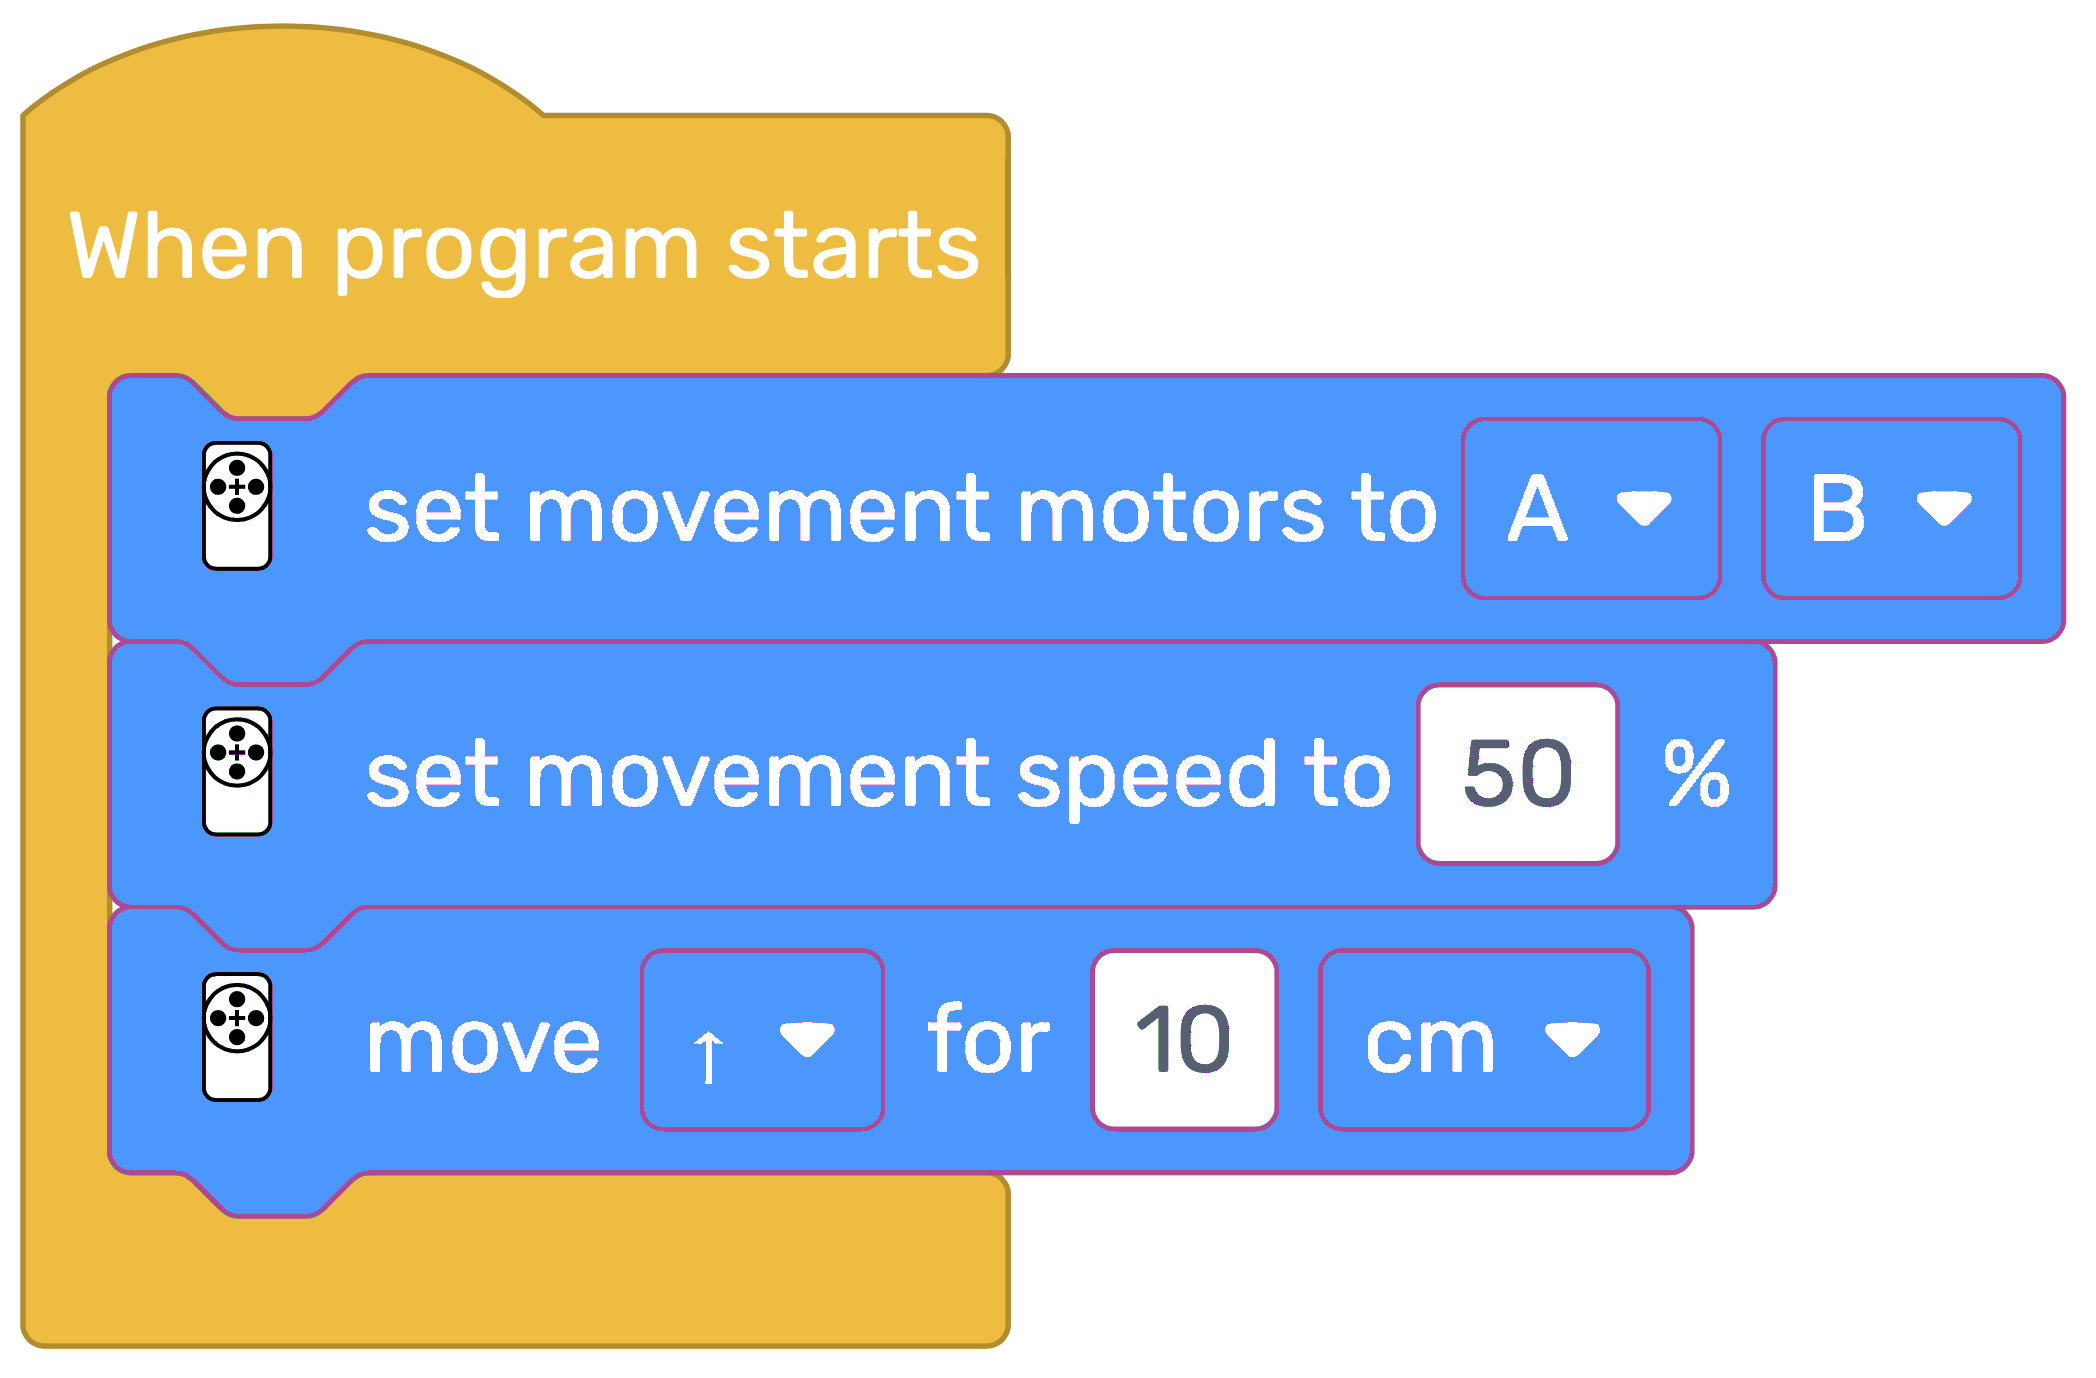 When program starts
set movement motors to A B
set movement speed to 50 %
move ↑ for 10 cm